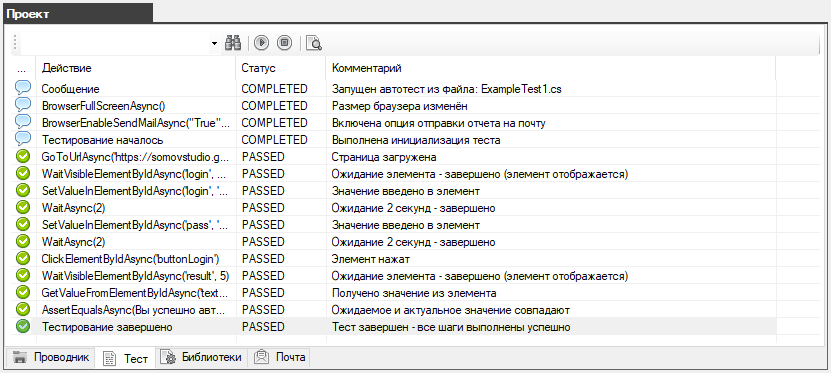 Проект
... Действие Статус Комментарий
Сообщение COMPLETED Запущен автотест из файла: ExampleTest1.cs
BrowserFullScreenAsync() COMPLETED Размер браузера изменён
BrowserEnableSendMailAsync("True"... COMPLETED Включена опция отправки отчета на почту
Тестирование началось COMPLETED Выполнена инициализация теста
GoToUrlAsync('https://somovstudio.g... PASSED Страница загружена
WaitVisibleElementByIdAsync('login', ... PASSED Ожидание элемента - завершено (элемент отображается)
SetValueInElementByIdAsync('login', '... PASSED Значение введено в элемент
WaitAsync(2) PASSED Ожидание 2 секунд - завершено
SetValueInElementByIdAsync('pass', '... PASSED Значение введено в элемент
WaitAsync(2) PASSED Ожидание 2 секунд - завершено
ClickElementByIdAsync('buttonLogin') PASSED Элемент нажат
WaitVisibleElementByIdAsync('result', 5) PASSED Ожидание элемента - завершено (элемент отображается)
GetValueFromElementByIdAsync('text... PASSED Получено значение из элемента
AssertEqualsAsync(Вы успешно авт... PASSED Ожидаемое и актуальное значение совпадают
Тестирование завершено PASSED Тест завершен - все шаги выполнены успешно
Проводник Тест Библиотеки Почта